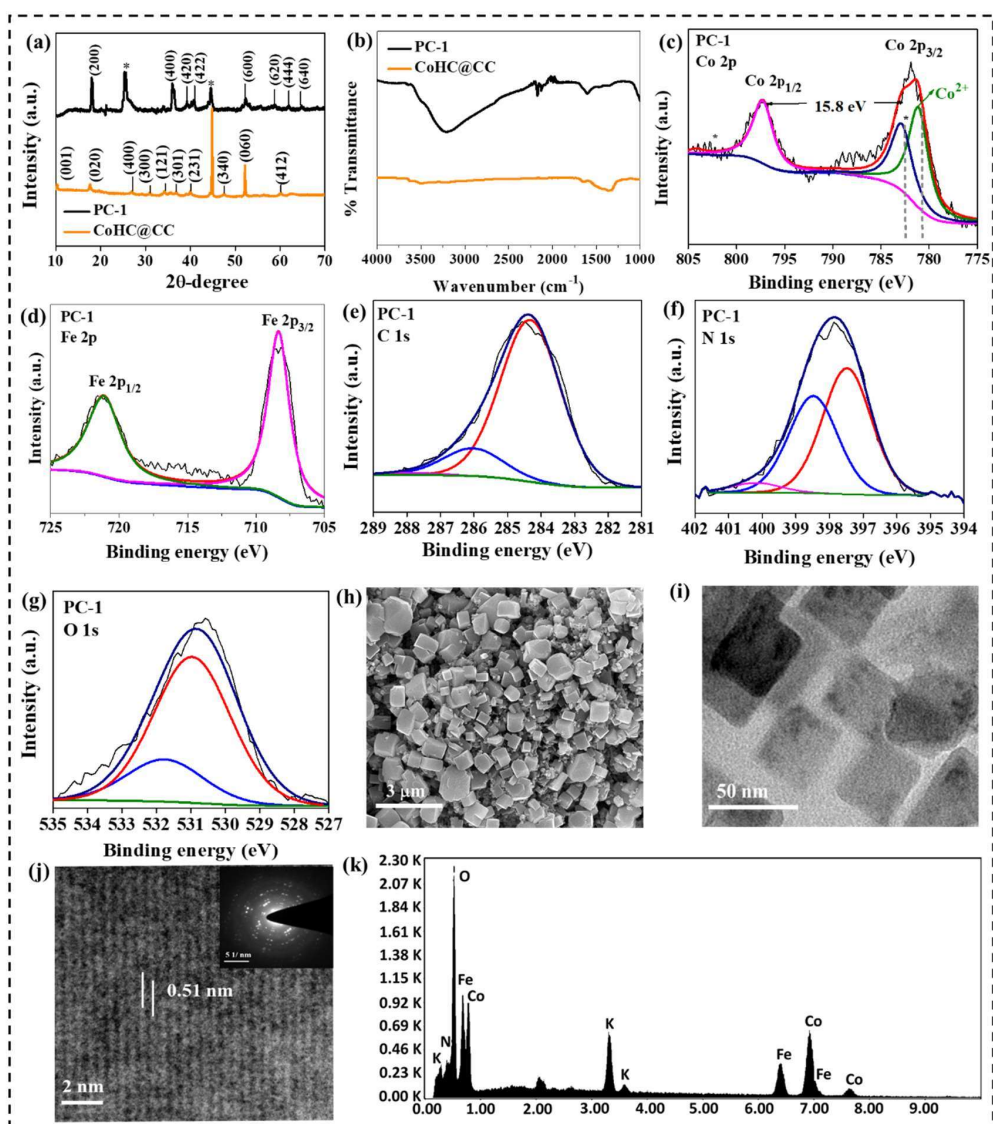 (a)
(200)
*
(400)
(420)
(422)
*
(600)
(620)
(444)
(640)
(001)
(020)
(400)
(300)
(121)
(301)
(231)
(340)
(060)
(412)
PC-1
CoHC@CC
Intensity (a.u.)
10 20 30 40 50 60 70
2θ-degree
(b)
PC-1
CoHC@CC
% Transmittance
4000 3500 3000 2500 2000 1500 1000
Wavenumber (cm⁻¹)
(c)
PC-1
Co 2p
Co 2p₃/₂
Co 2p₁/₂
Co²⁺
15.8 eV
*
*
Intensity (a.u.)
805 800 795 790 785 780 775
Binding energy (eV)
(d)
PC-1
Fe 2p
Fe 2p₃/₂
Fe 2p₁/₂
Intensity (a.u.)
725 720 715 710 705
Binding energy (eV)
(e)
PC-1
C 1s
Intensity (a.u.)
289 288 287 286 285 284 283 282 281
Binding energy (eV)
(f)
PC-1
N 1s
Intensity (a.u.)
402 401 400 399 398 397 396 395 394
Binding energy (eV)
(g)
PC-1
O 1s
Intensity (a.u.)
535 534 533 532 531 530 529 528 527
Binding energy (eV)
(h)
3 μm
(i)
50 nm
(j)
5 1/ nm
0.51 nm
2 nm
(k)
2.30 K
2.07 K
1.84 K
1.61 K
1.38 K
1.15 K
0.92 K
0.69 K
0.46 K
0.23 K
0.00 K
O
Fe
Co
N
K
K
K
Fe
Co
Fe
Co
0.00 1.00 2.00 3.00 4.00 5.00 6.00 7.00 8.00 9.00